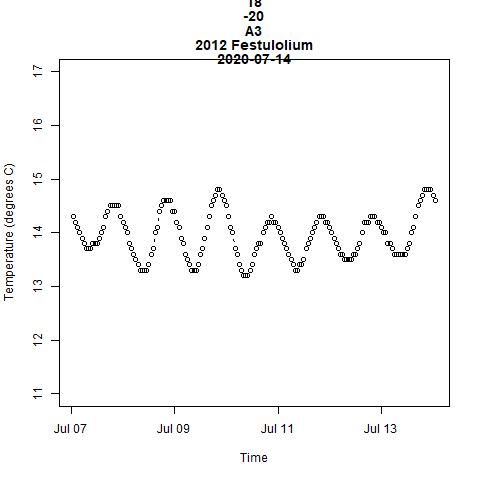 18
-20
A3
2012 Festulolium
2020-07-14
17
16
15
14
13
12
11
Temperature (degrees C)
Jul 07
Jul 09
Jul 11
Jul 13
Time